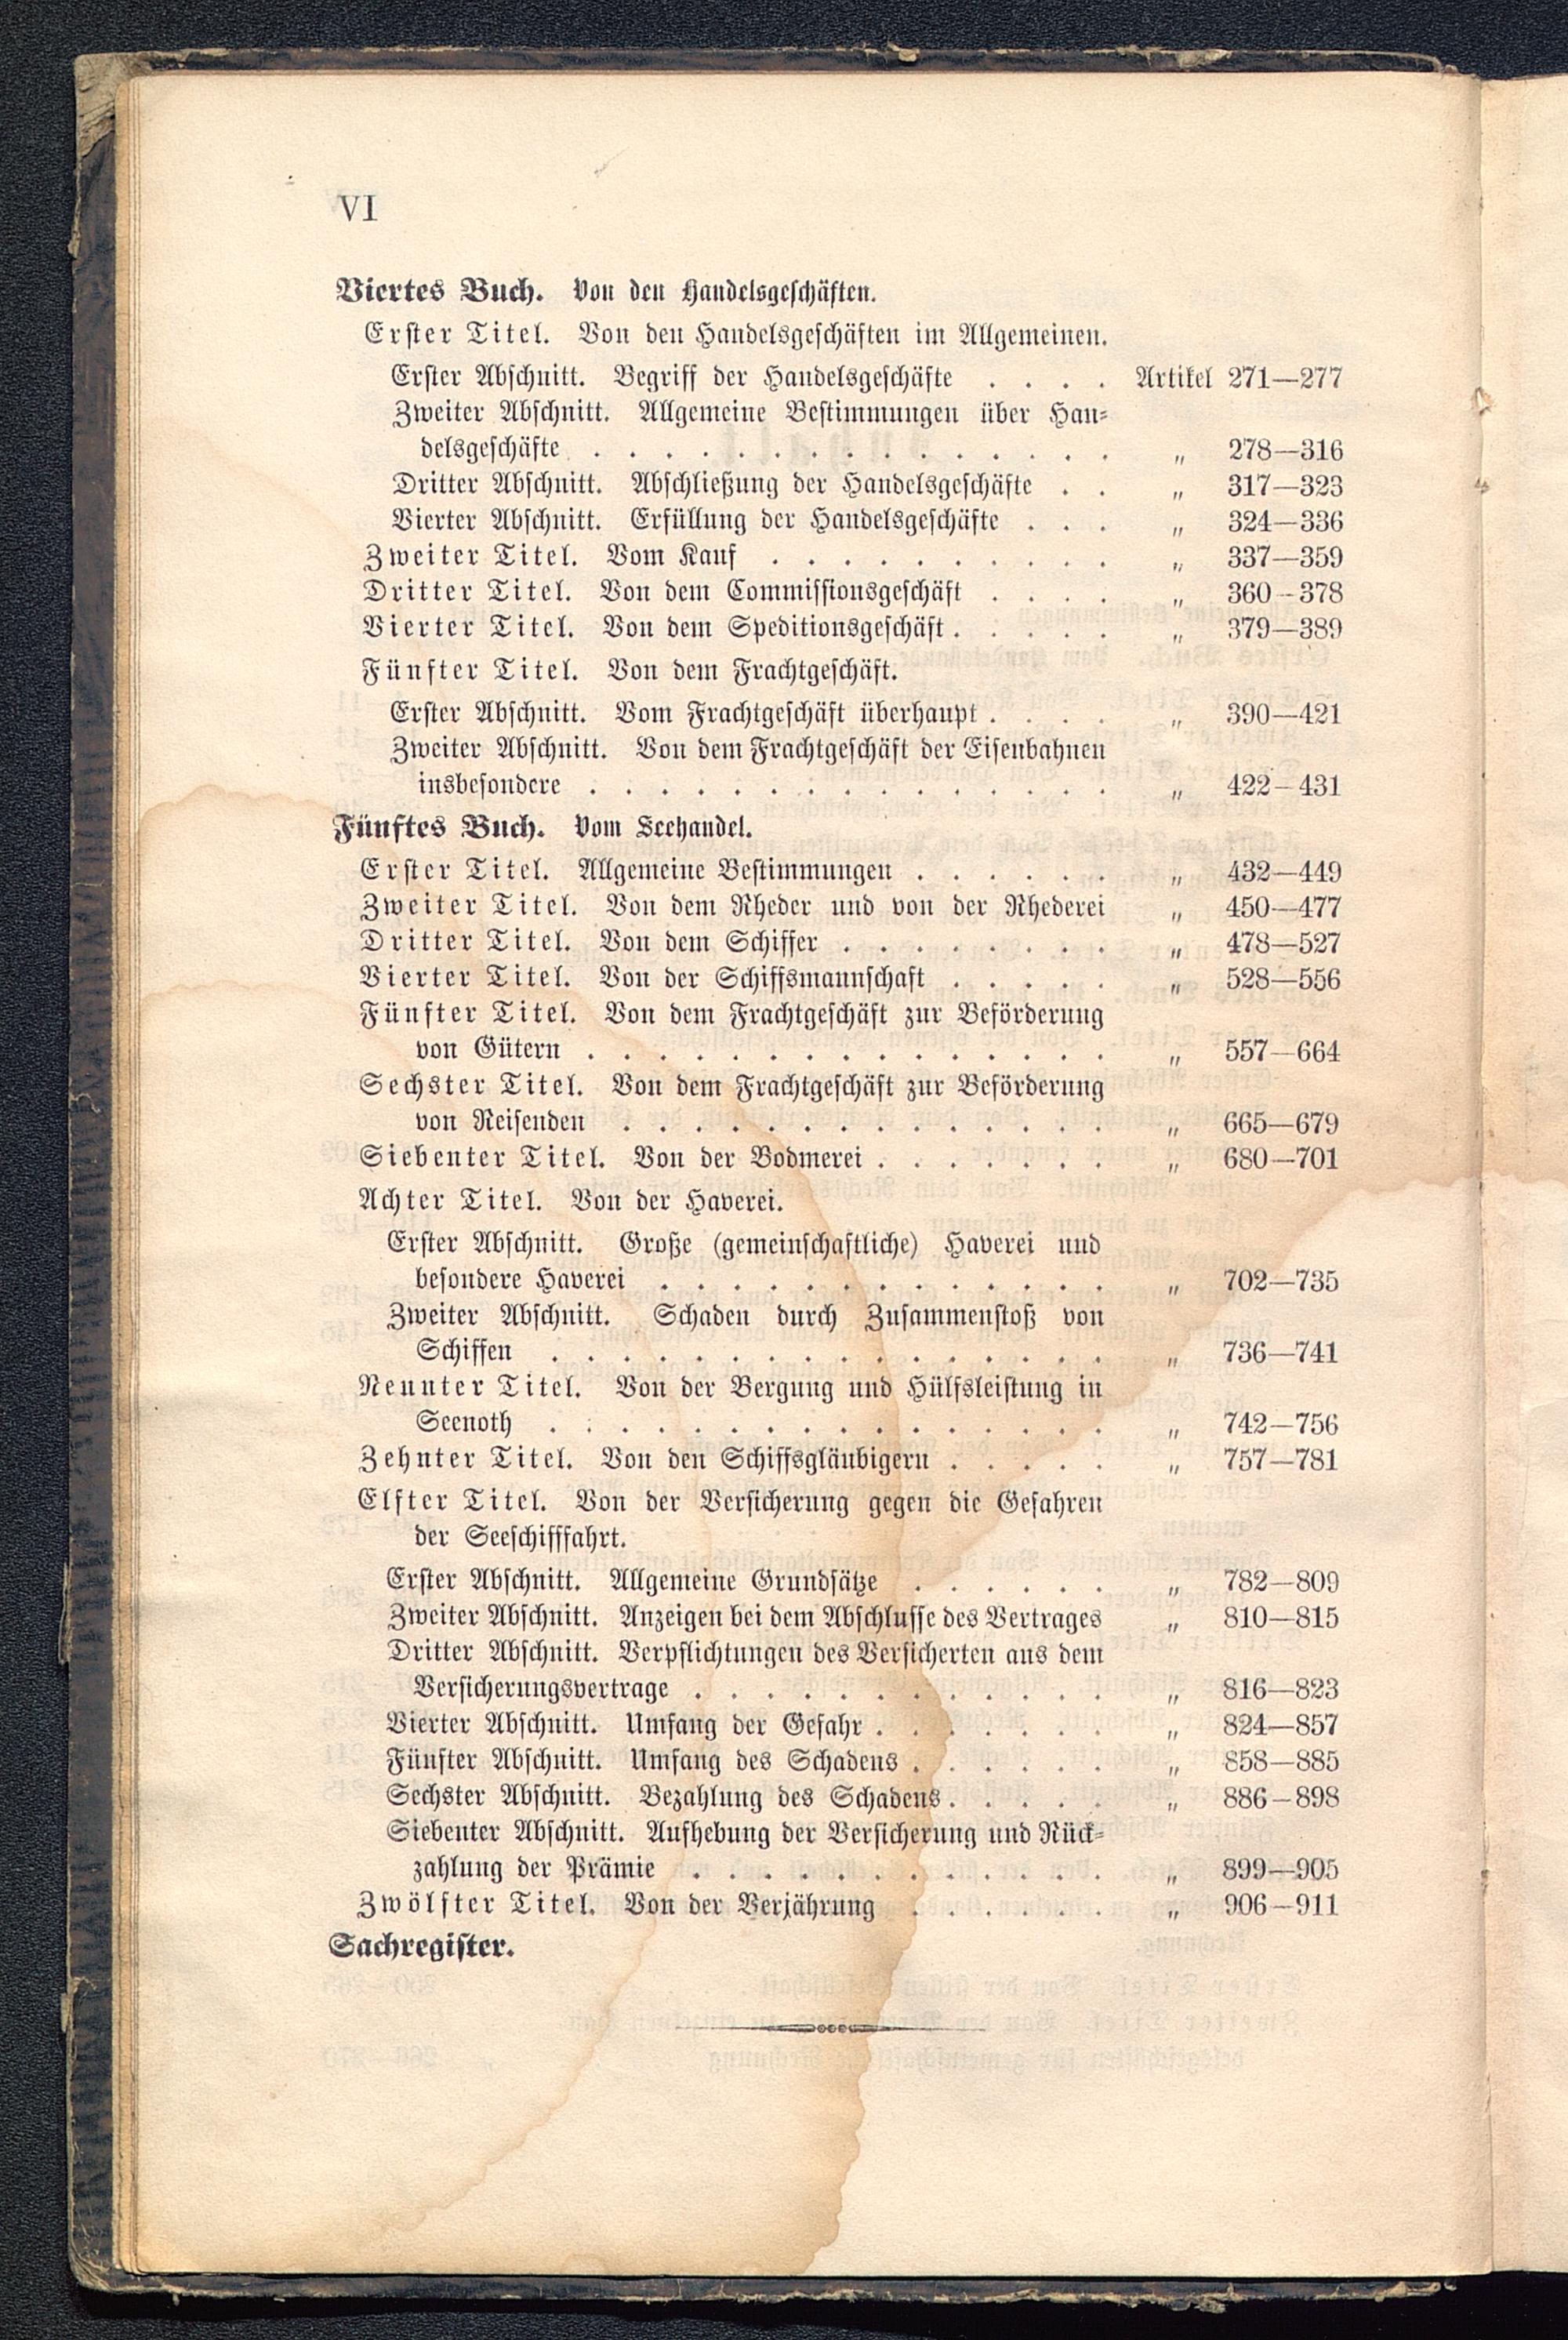 VI
Viertes Buch. Von den Handelsgeschäften.
Erster Titel. Von den Handelsgeschäften im Allgemeinen.
Erster Abschnitt. Begriff der Handelsgeschäfte . . . . Artikel 271—277
Zweiter Abschnitt. Allgemeine Bestimmungen über Han-
delsgeschäfte . . . . . . . . . . . . . . . „ 278—316
Dritter Abschnitt. Abschließung der Handelsgeschäfte . . „ 317—323
Vierter Abschnitt. Erfüllung der Handelsgeschäfte . . . „ 324—336
Zweiter Titel. Vom Kauf . . . . . . . . . . „ 337—359
Dritter Titel. Von dem Commissionsgeschäft . . . . „ 360—378
Vierter Titel. Von dem Speditionsgeschäft . . . . . „ 379—389
Fünfter Titel. Von dem Frachtgeschäft.
Erster Abschnitt. Vom Frachtgeschäft überhaupt . . . . „ 390—421
Zweiter Abschnitt. Von dem Frachtgeschäft der Eisenbahnen
insbesondere . . . . . . . . . . . . . . . „ 422—431
Fünftes Buch. Vom Seehandel.
Erster Titel. Allgemeine Bestimmungen . . . . . . „ 432—449
Zweiter Titel. Von dem Rheder und von der Rhederei „ 450—477
Dritter Titel. Von dem Schiffer . . . . . . . . „ 478—527
Vierter Titel. Von der Schiffsmannschaft . . . . . „ 528—556
Fünfter Titel. Von dem Frachtgeschäft zur Beförderung
von Gütern . . . . . . . . . . . . . . . „ 557—664
Sechster Titel. Von dem Frachtgeschäft zur Beförderung
von Reisenden . . . . . . . . . . . . . . „ 665—679
Siebenter Titel. Von der Bodmerei . . . . . . . „ 680—701
Achter Titel. Von der Haverei.
Erster Abschnitt. Große (gemeinschaftliche) Haverei und
besondere Haverei . . . . . . . . . . . . . „ 702—735
Zweiter Abschnitt. Schaden durch Zusammenstoß von
Schiffen . . . . . . . . . . . . . . . . „ 736—741
Neunter Titel. Von der Bergung und Hülfsleistung in
Seenoth . . . . . . . . . . . . . . . . „ 742—756
Zehnter Titel. Von den Schiffsgläubigern . . . . . „ 757—781
Elfter Titel. Von der Versicherung gegen die Gefahren
der Seeschifffahrt.
Erster Abschnitt. Allgemeine Grundsätze . . . . . . „ 782—809
Zweiter Abschnitt. Anzeigen bei dem Abschlusse des Vertrages „ 810—815
Dritter Abschnitt. Verpflichtungen des Versicherten aus dem
Versicherungsvertrage . . . . . . . . . . . . „ 816—823
Vierter Abschnitt. Umfang der Gefahr . . . . . . . „ 824—857
Fünfter Abschnitt. Umfang des Schadens . . . . . . „ 858—885
Sechster Abschnitt. Bezahlung des Schadens . . . . . „ 886—898
Siebenter Abschnitt. Aufhebung der Versicherung und Rück-
zahlung der Prämie . . . . . . . . . . . . „ 899—905
Zwölfter Titel. Von der Verjährung . . . . . . „ 906—911
Sachregister.